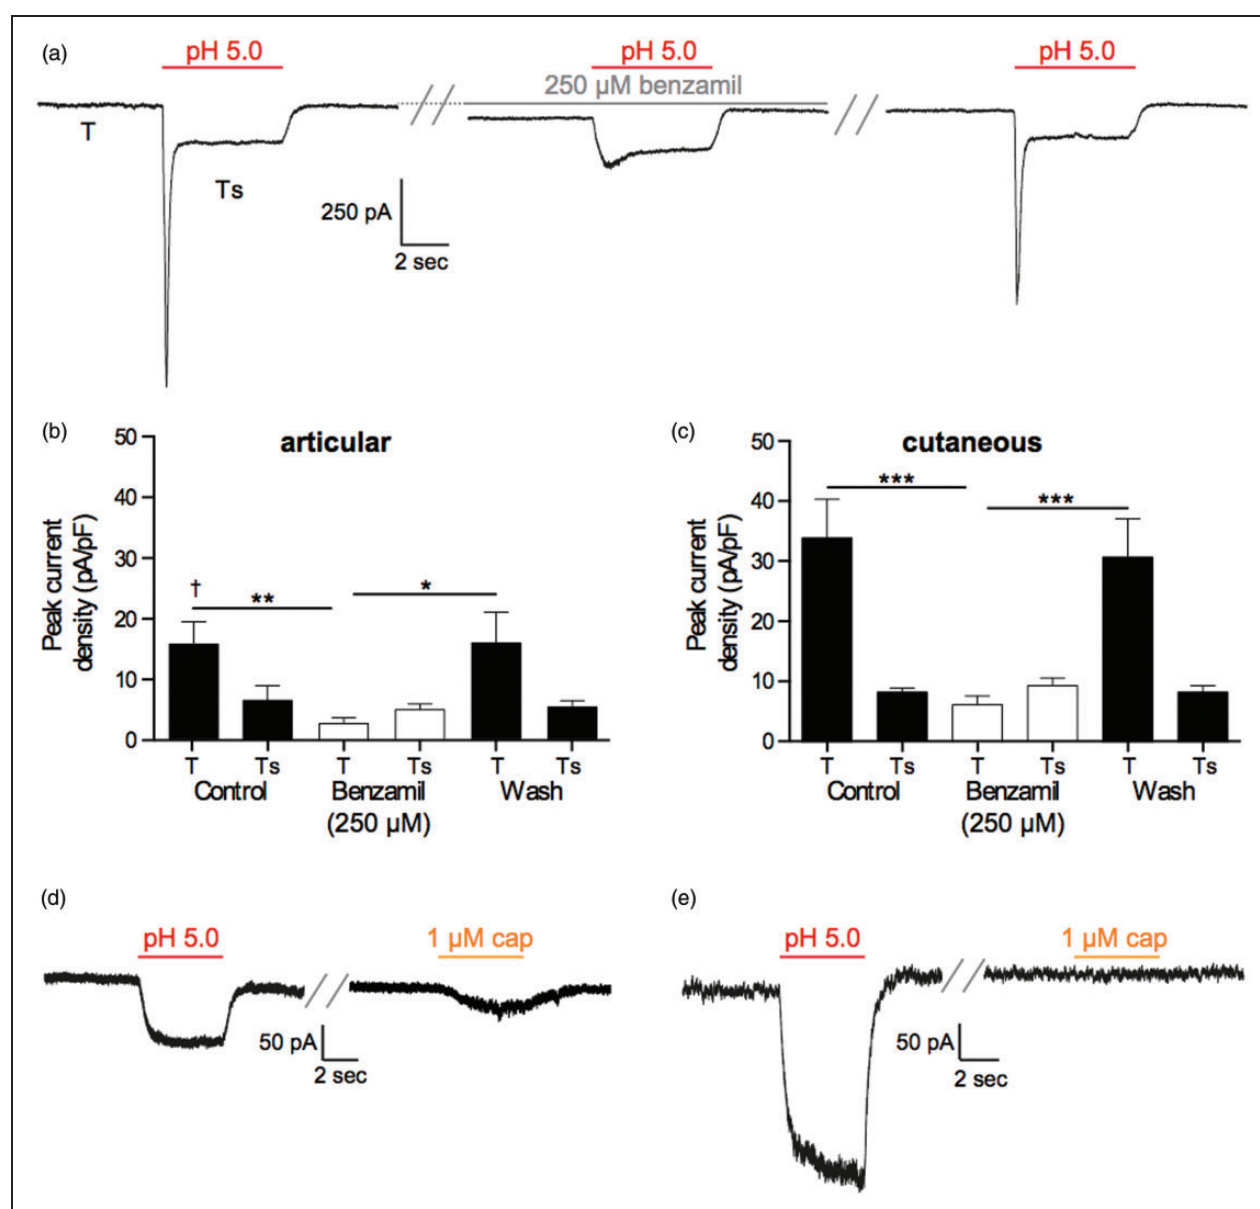 (a)
pH 5.0
pH 5.0
pH 5.0
250 µM benzamil
T
Ts
250 pA
2 sec
(b)
articular
Peak current
density (pA/pF)
50
40
30
20
10
0
†
**
*
T Ts T Ts T Ts
Control Benzamil Wash
(250 µM)
(c)
cutaneous
Peak current
density (pA/pF)
50
40
30
20
10
0
***
***
T Ts T Ts T Ts
Control Benzamil Wash
(250 µM)
(d)
pH 5.0
1 µM cap
50 pA
2 sec
(e)
pH 5.0
1 µM cap
50 pA
2 sec